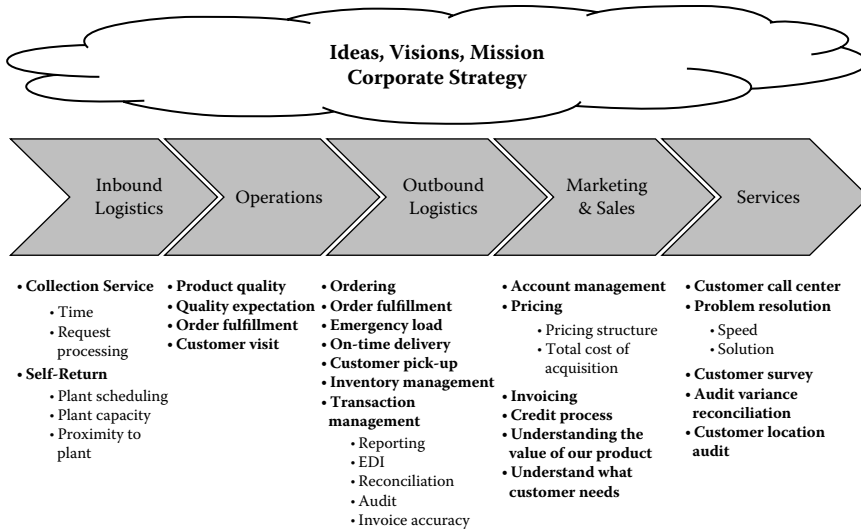 Ideas, Visions, Mission
Corporate Strategy
Inbound
Logistics
Operations
Outbound
Logistics
Marketing
& Sales
Services
• Collection Service
• Time
• Request
processing
• Self-Return
• Plant scheduling
• Plant capacity
• Proximity to
plant
• Product quality
• Quality expectation
• Order fulfillment
• Customer visit
• Ordering
• Order fulfillment
• Emergency load
• On-time delivery
• Customer pick-up
• Inventory management
• Transaction
management
• Reporting
• EDI
• Reconciliation
• Audit
• Invoice accuracy
• Account management
• Pricing
• Pricing structure
• Total cost of
acquisition
• Invoicing
• Credit process
• Understanding the
value of our product
• Understand what
customer needs
• Customer call center
• Problem resolution
• Speed
• Solution
• Customer survey
• Audit variance
reconciliation
• Customer location
audit